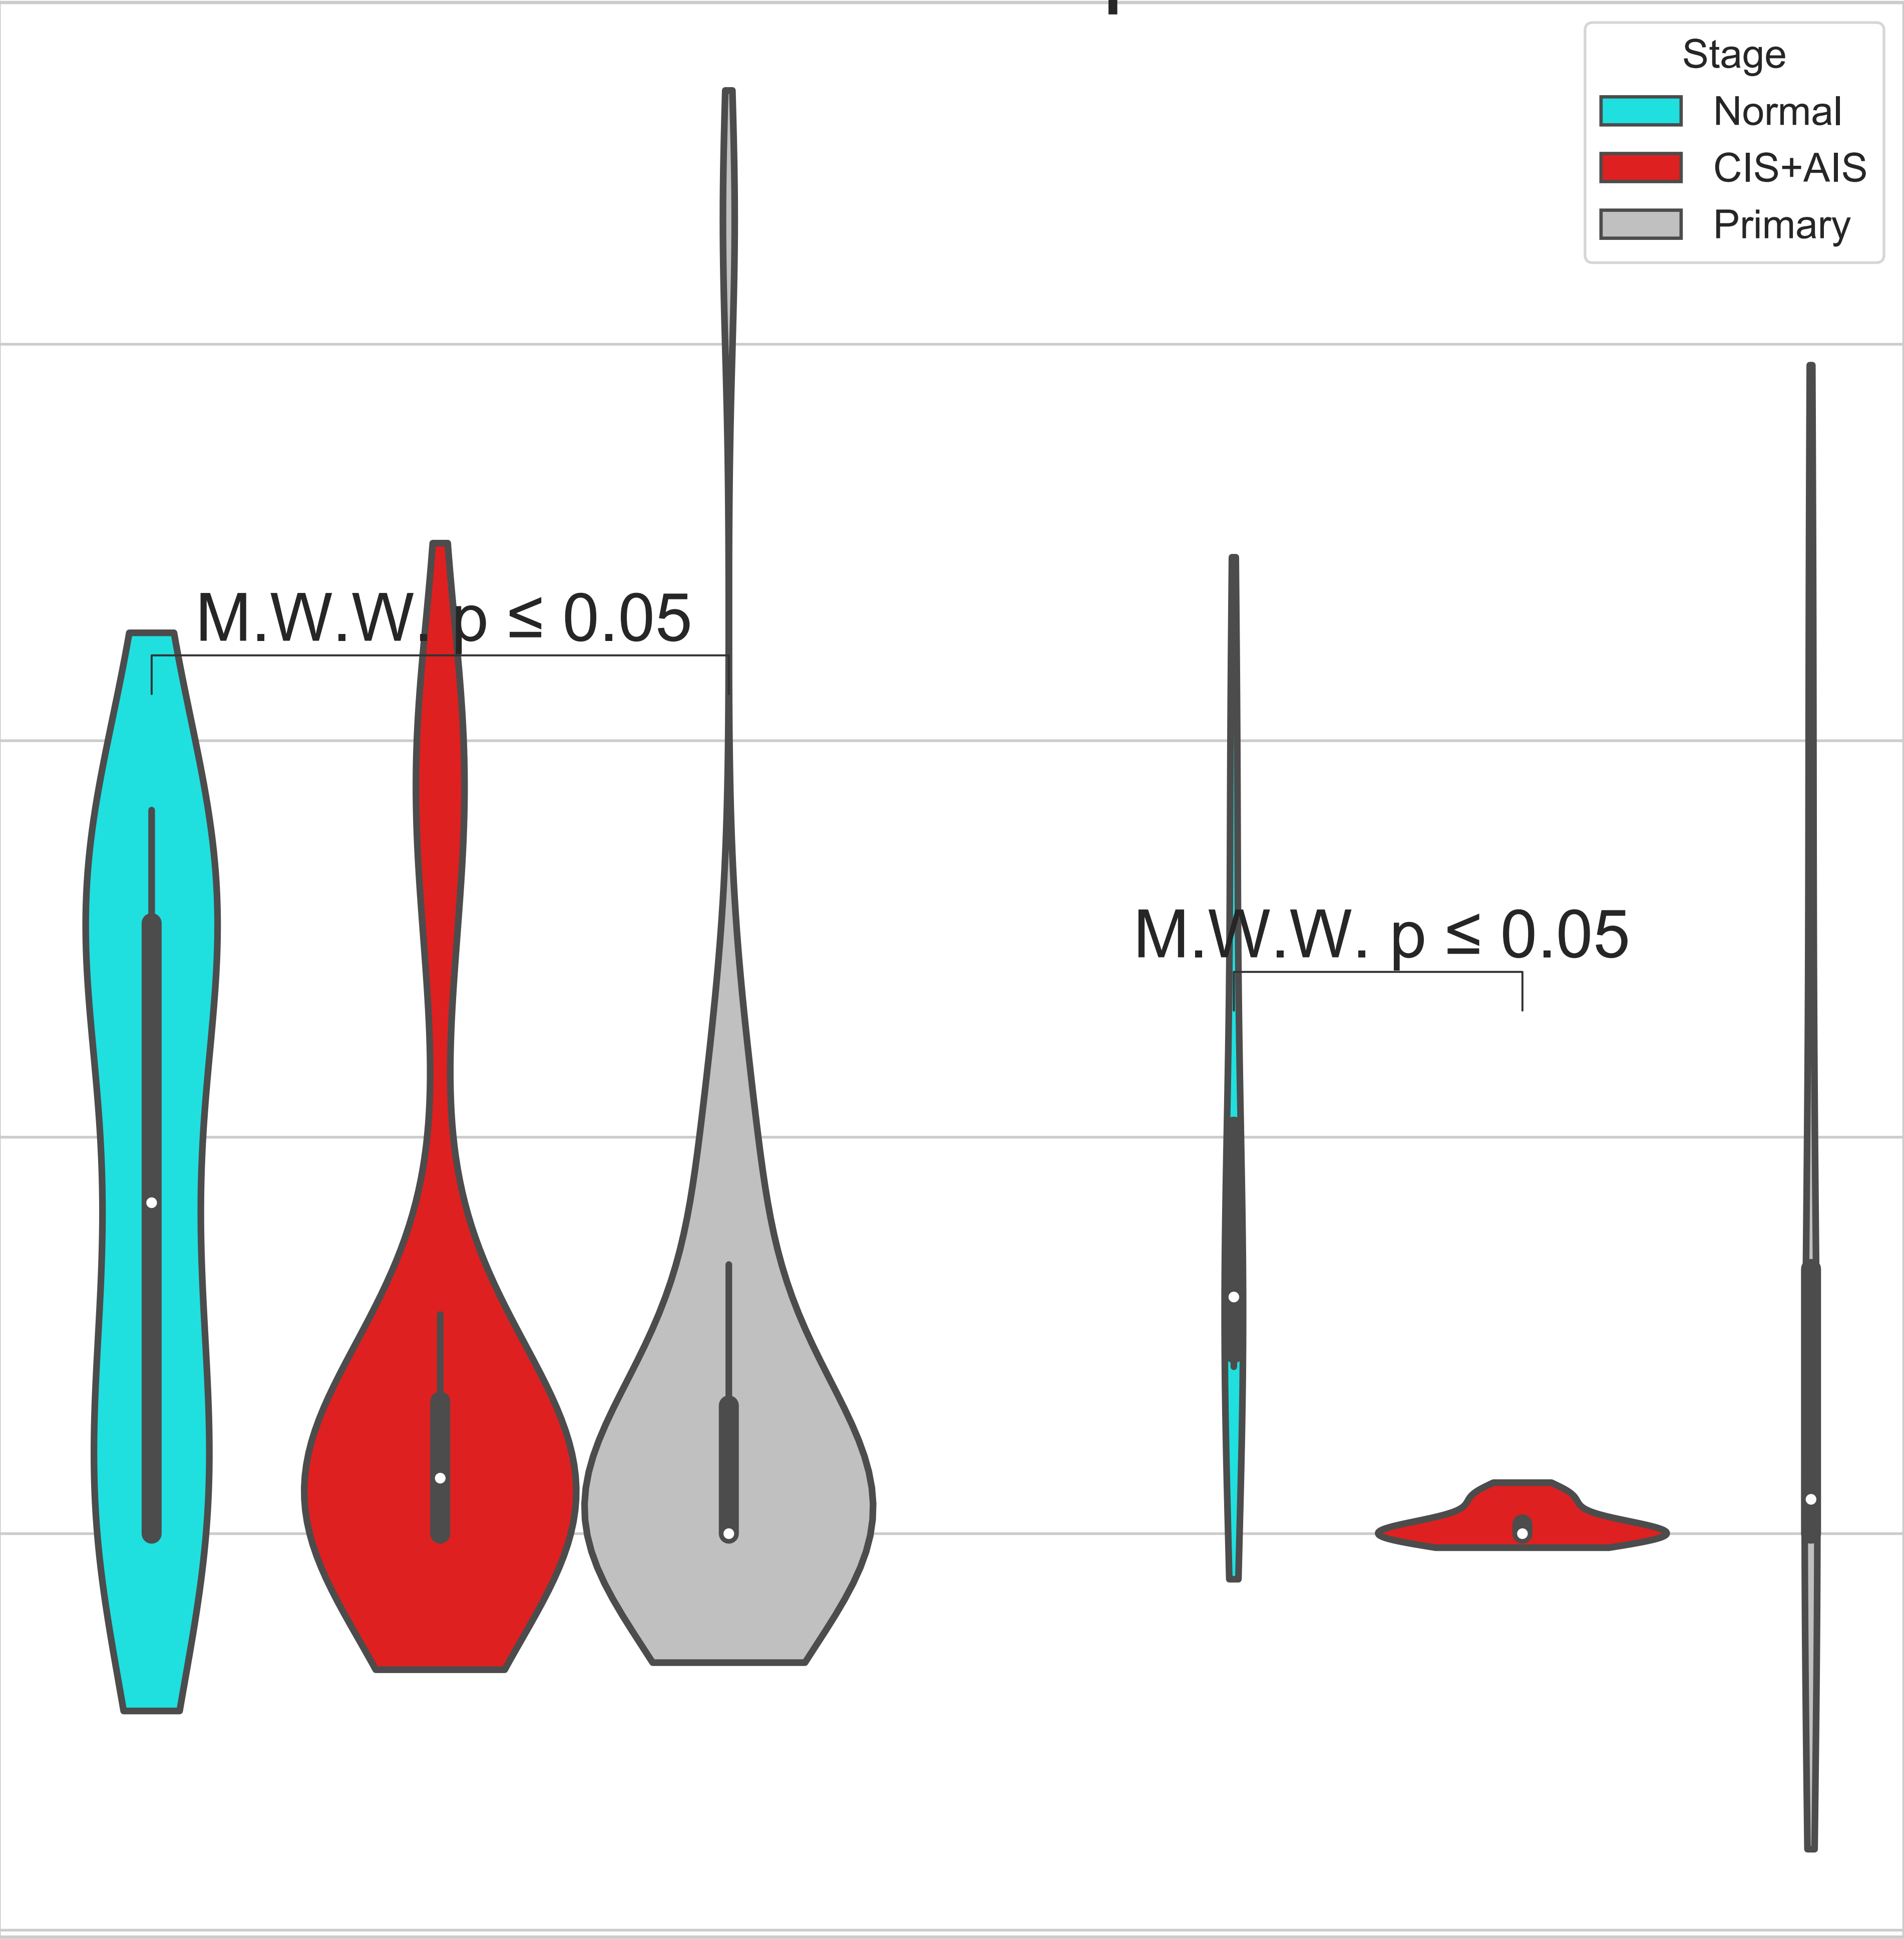 Stage
Normal
CIS+AIS
Primary
M.W.W. p ≤ 0.05
M.W.W. p ≤ 0.05